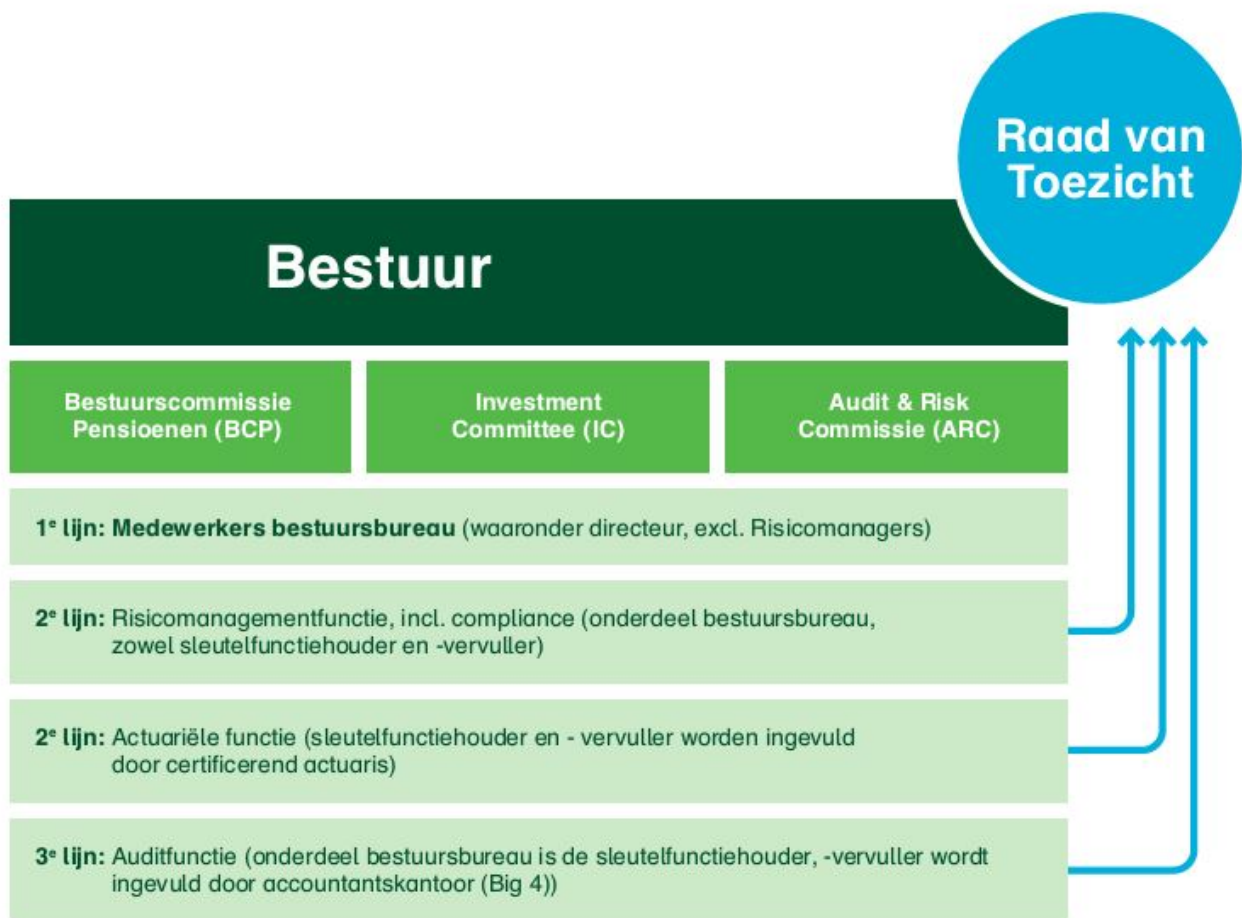 Raad van
Toezicht
Bestuur
Bestuurscommissie
Pensioenen (BCP)
Investment
Committee (IC)
Audit & Risk
Commissie (ARC)
1e lijn: Medewerkers bestuursbureau (waaronder directeur, excl. Risicomanagers)
2e lijn: Risicomanagementfunctie, incl. compliance (onderdeel bestuursbureau,
zowel sleutelfunctiehouder en -vervuller)
2e lijn: Actuariële functie (sleutelfunctiehouder en - vervuller worden ingevuld
door certificerend actuaris)
3e lijn: Auditfunctie (onderdeel bestuursbureau is de sleutelfunctiehouder, -vervuller wordt
ingevuld door accountantskantoor (Big 4))